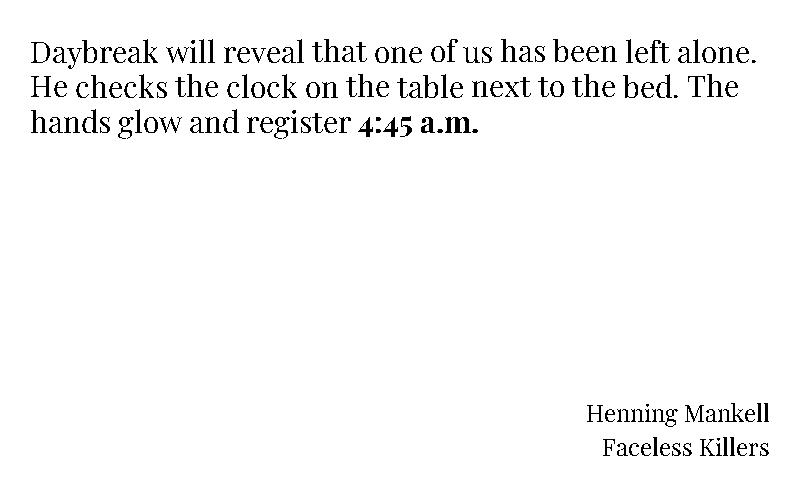 Daybreak will reveal that one of us has been left alone.
He checks the clock on the table next to the bed. The
hands glow and register 4:45 a.m.
Henning Mankell
Faceless Killers